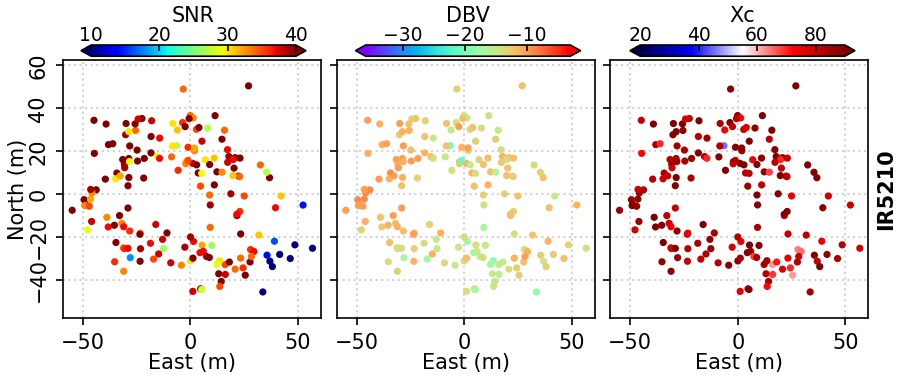 SNR DBV Xc
10 20 30 40 −30 −20 −10 20 40 60 80
60
40
20
0
−20
−40
North (m)
−50 0 50 −50 0 50 −50 0 50
East (m) East (m) East (m)
IR5210